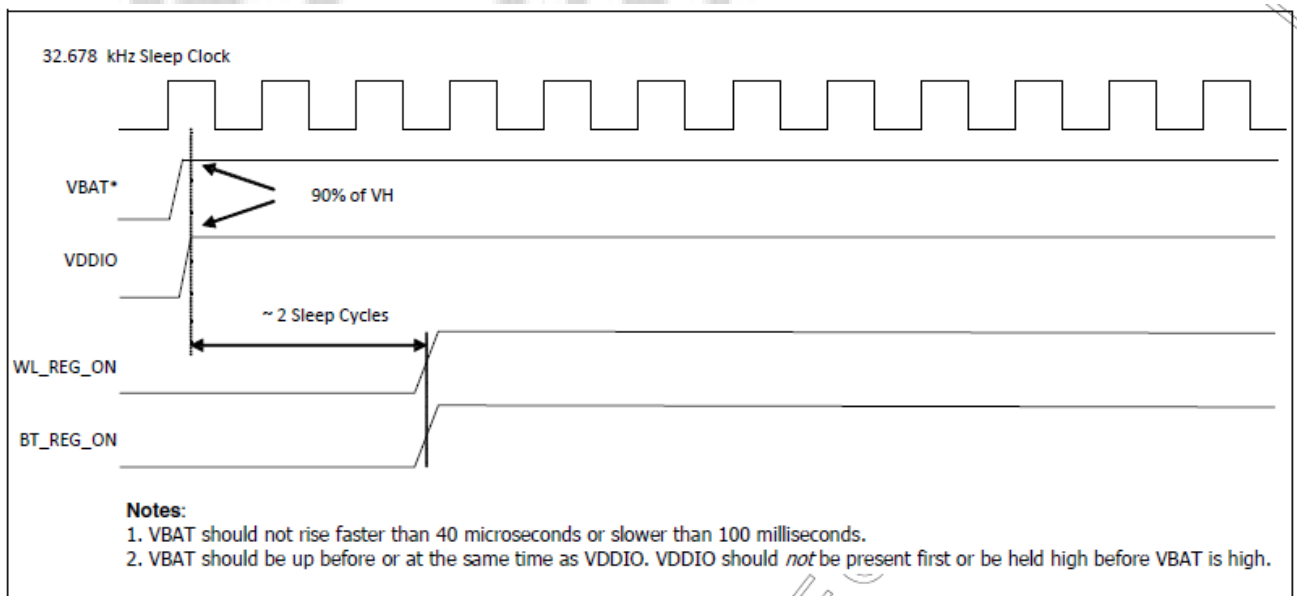 32.678 kHz Sleep Clock
VBAT*
90% of VH
VDDIO
~ 2 Sleep Cycles
WL_REG_ON
BT_REG_ON
Notes:
1. VBAT should not rise faster than 40 microseconds or slower than 100 milliseconds.
2. VBAT should be up before or at the same time as VDDIO. VDDIO should not be present first or be held high before VBAT is high.